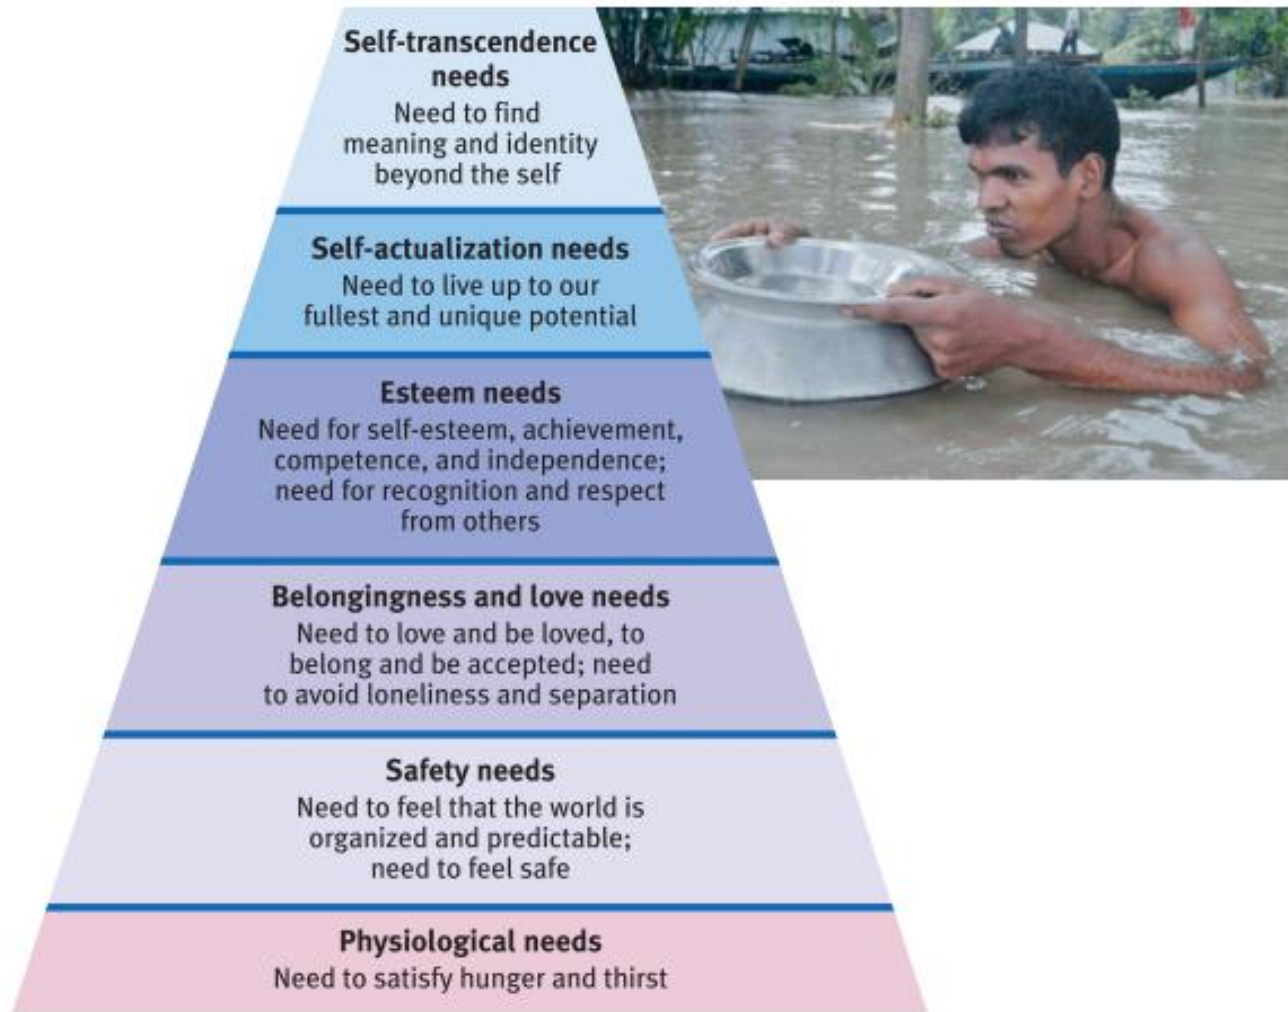 Self-transcendence
needs
Need to find
meaning and identity
beyond the self
Self-actualization needs
Need to live up to our
fullest and unique potential
Esteem needs
Need for self-esteem, achievement,
competence, and independence;
need for recognition and respect
from others
Belongingness and love needs
Need to love and be loved, to
belong and be accepted; need
to avoid loneliness and separation
Safety needs
Need to feel that the world is
organized and predictable;
need to feel safe
Physiological needs
Need to satisfy hunger and thirst